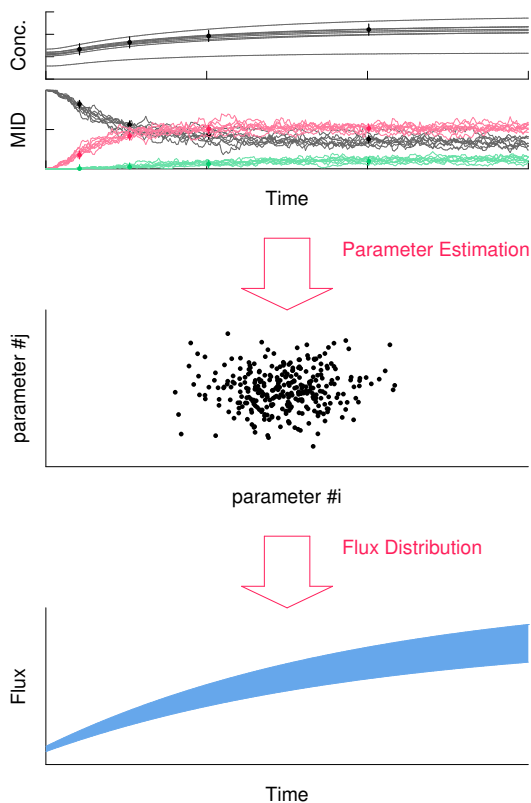 Conc.
MID
Time
Parameter Estimation
parameter #j
parameter #i
Flux Distribution
Flux
Time